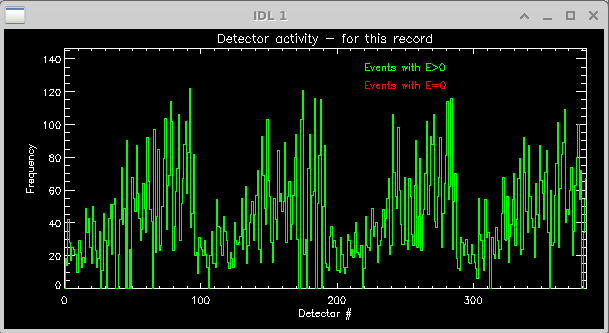 IDL 1
Detector activity – for this record
Events with E>0
Events with E=0
Frequency
140
120
100
80
60
40
20
0
0 100 200 300
Detector #